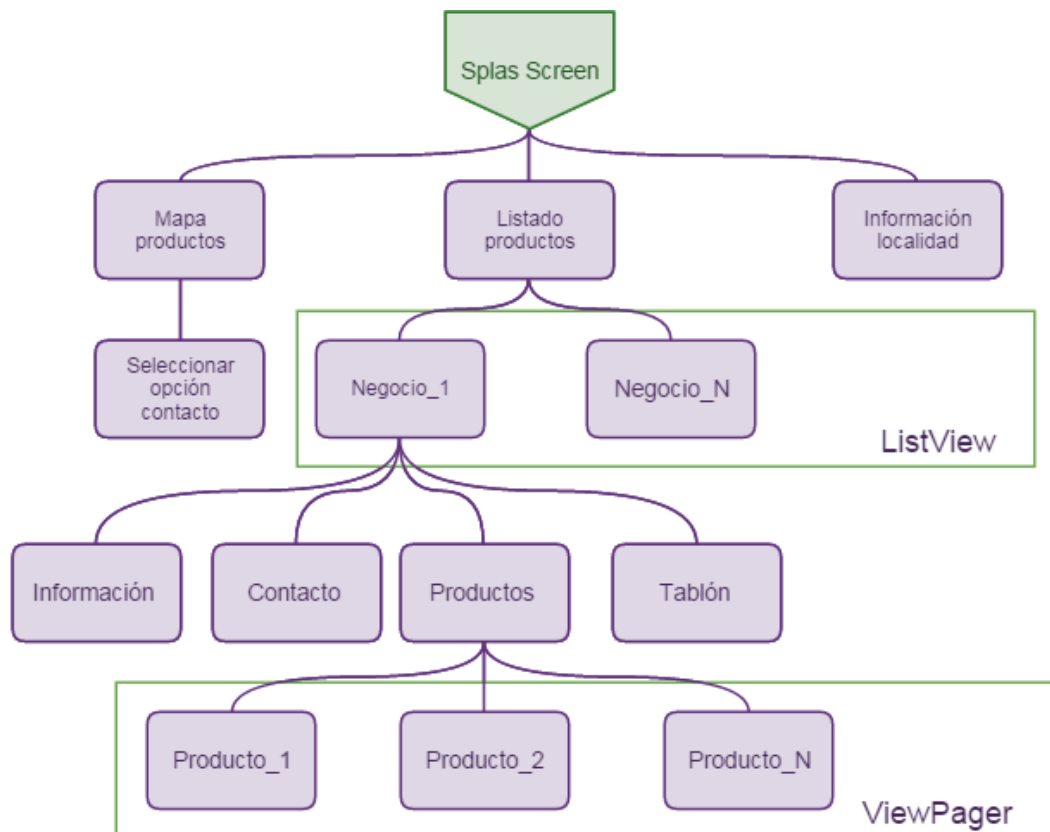 Splas Screen
Mapa
productos
Listado
productos
Información
localidad
Seleccionar
opción
contacto
Negocio_1
Negocio_N
ListView
Información
Contacto
Productos
Tablón
Producto_1
Producto_2
Producto_N
ViewPager